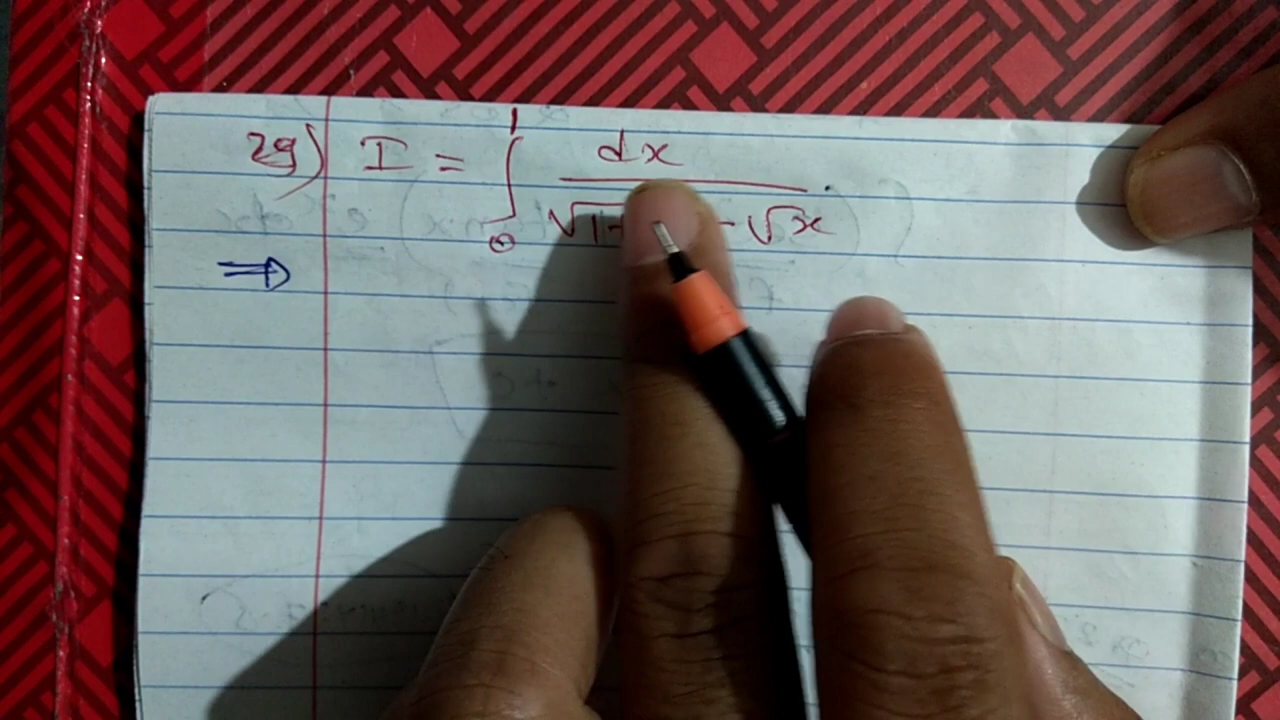 29) I = ∫₀¹ dx / √1+ - √x
⇒